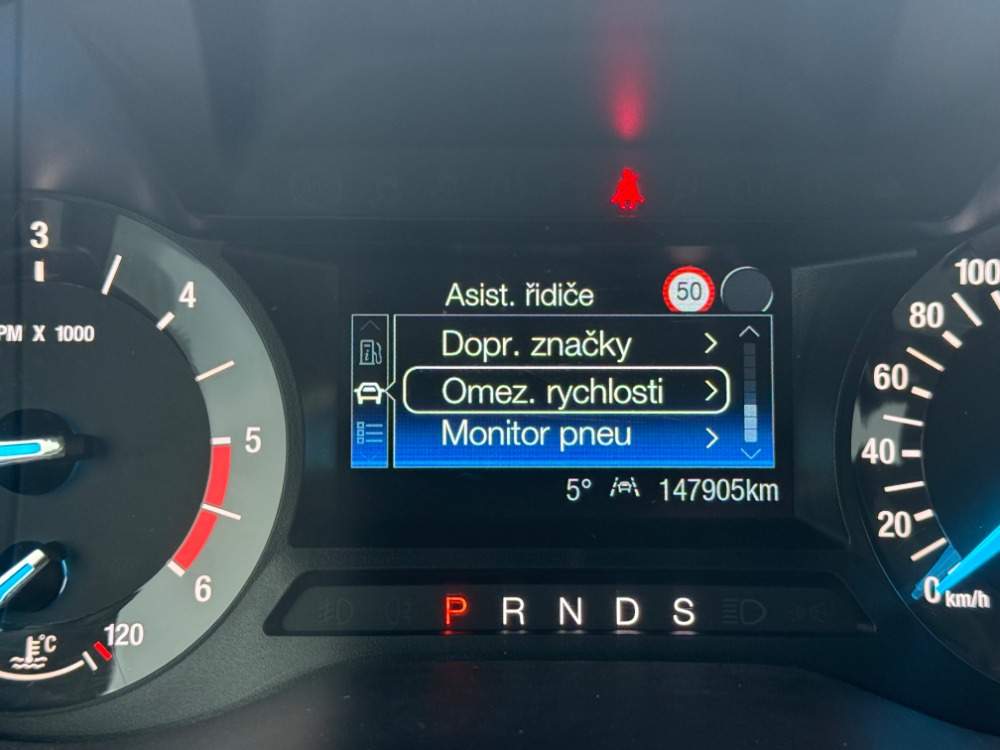 3
4
PM X 1000
5
6
120
°C
Asist. řidiče
50
Dopr. značky
Omez. rychlosti
Monitor pneu
5° 147905km
P R N D S
100
80
60
40
20
0 km/h